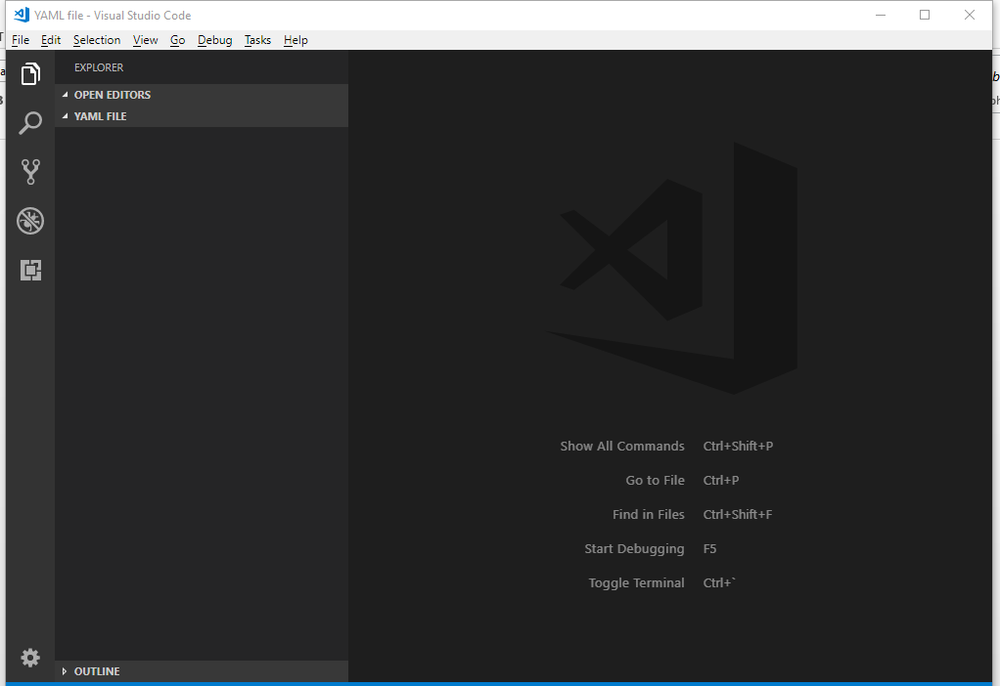 YAML file - Visual Studio Code
File Edit Selection View Go Debug Tasks Help
EXPLORER
OPEN EDITORS
YAML FILE
Show All Commands Ctrl+Shift+P
Go to File Ctrl+P
Find in Files Ctrl+Shift+F
Start Debugging F5
Toggle Terminal Ctrl+`
OUTLINE